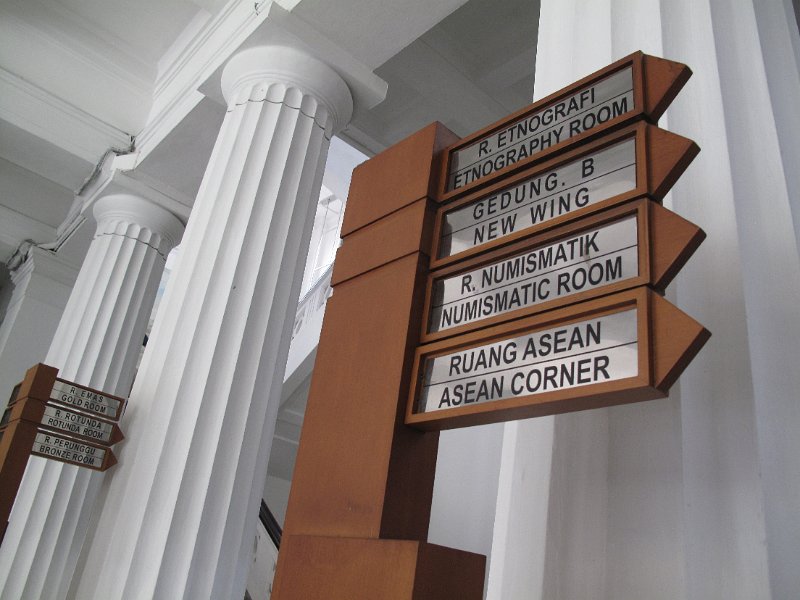 R. ETNOGRAFI
ETNOGRAPHY ROOM
GEDUNG. B
NEW WING
R. NUMISMATIK
NUMISMATIC ROOM
RUANG ASEAN
ASEAN CORNER
R. EMAS
GOLD ROOM
R. ROTUNDA
ROTUNDA ROOM
R. PERUNGGU
BRONZE ROOM